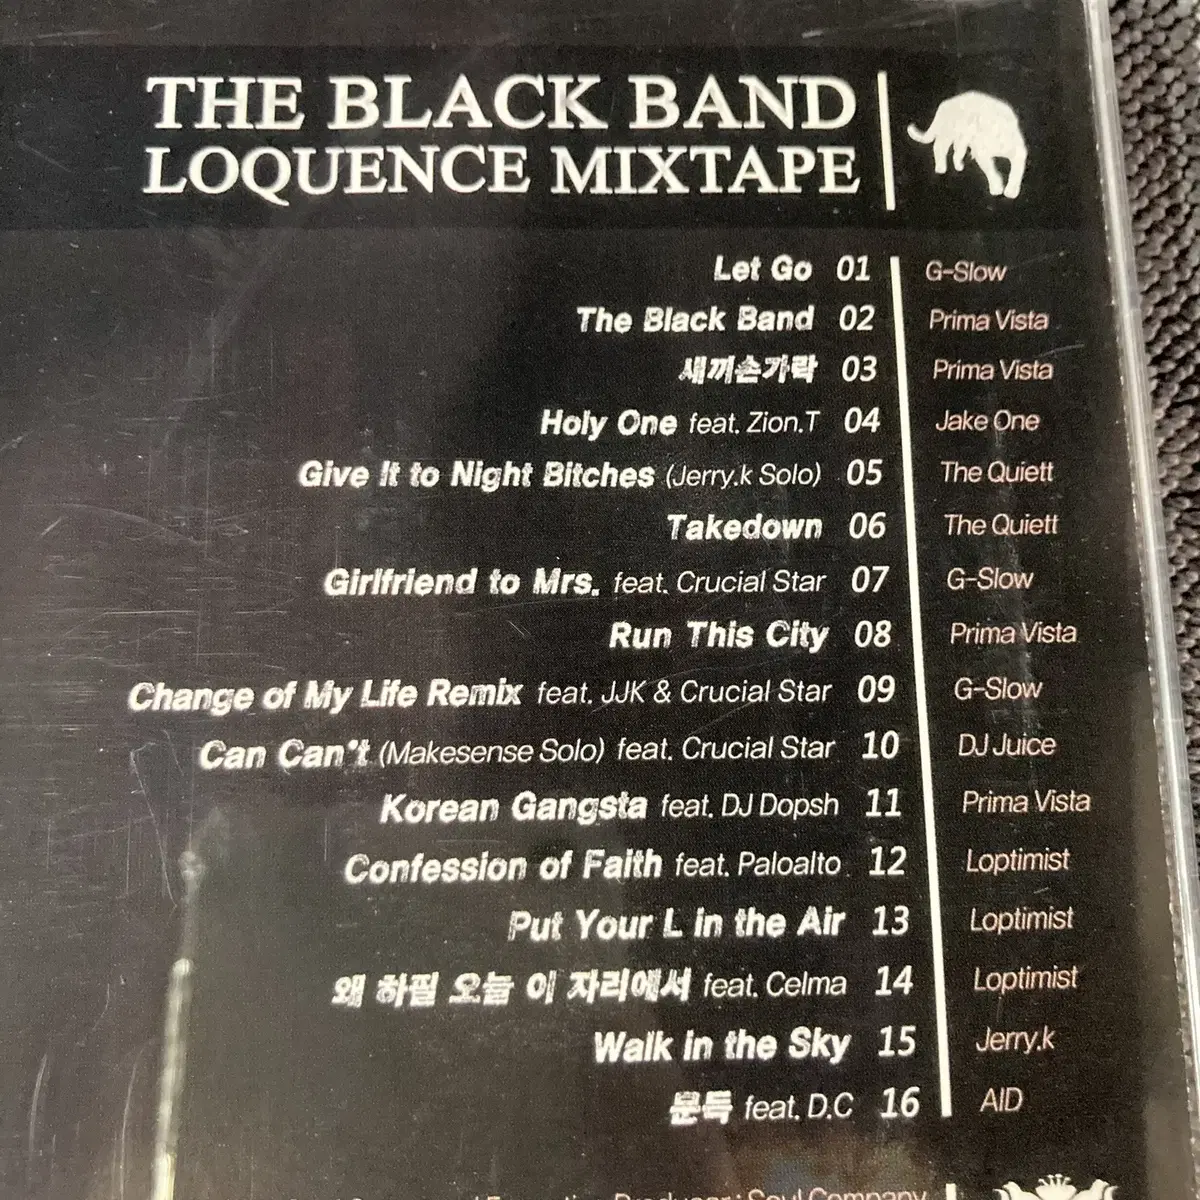 THE BLACK BAND
LOQUENCE MIXTAPE
Let Go 01 G-Slow
The Black Band 02 Prima Vista
새끼손가락 03 Prima Vista
Holy One feat. Zion.T 04 Jake One
Give It to Night Bitches (Jerry.k Solo) 05 The Quiett
Takedown 06 The Quiett
Girlfriend to Mrs. feat. Crucial Star 07 G-Slow
Run This City 08 Prima Vista
Change of My Life Remix feat. JJK & Crucial Star 09 G-Slow
Can Can't (Makesense Solo) feat. Crucial Star 10 DJ Juice
Korean Gangsta feat. DJ Dopsh 11 Prima Vista
Confession of Faith feat. Paloalto 12 Loptimist
Put Your L in the Air 13 Loptimist
왜 하필 오늘 이 자리에서 feat. Celma 14 Loptimist
Walk in the Sky 15 Jerry.k
문득 feat. D.C 16 AID
Producer : Soul Company